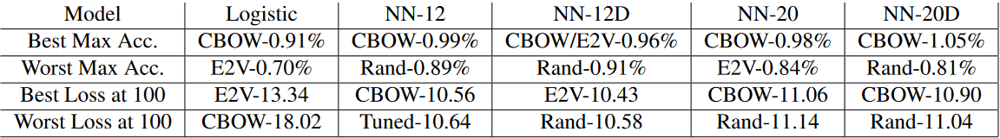 Model Logistic NN-12 NN-12D NN-20 NN-20D
Best Max Acc. CBOW-0.91% CBOW-0.99% CBOW/E2V-0.96% CBOW-0.98% CBOW-1.05%
Worst Max Acc. E2V-0.70% Rand-0.89% Rand-0.91% E2V-0.84% Rand-0.81%
Best Loss at 100 E2V-13.34 CBOW-10.56 E2V-10.43 CBOW-11.06 CBOW-10.90
Worst Loss at 100 CBOW-18.02 Tuned-10.64 Rand-10.58 Rand-11.14 Rand-11.04